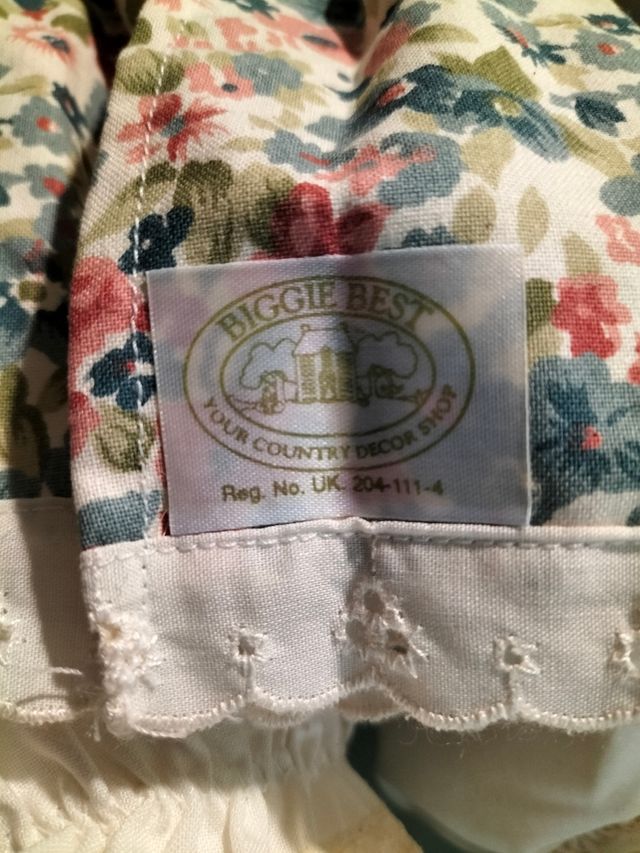 BIGGIE BEST
YOUR COUNTRY DECOR SHOP
Reg. No. UK. 204-111-4